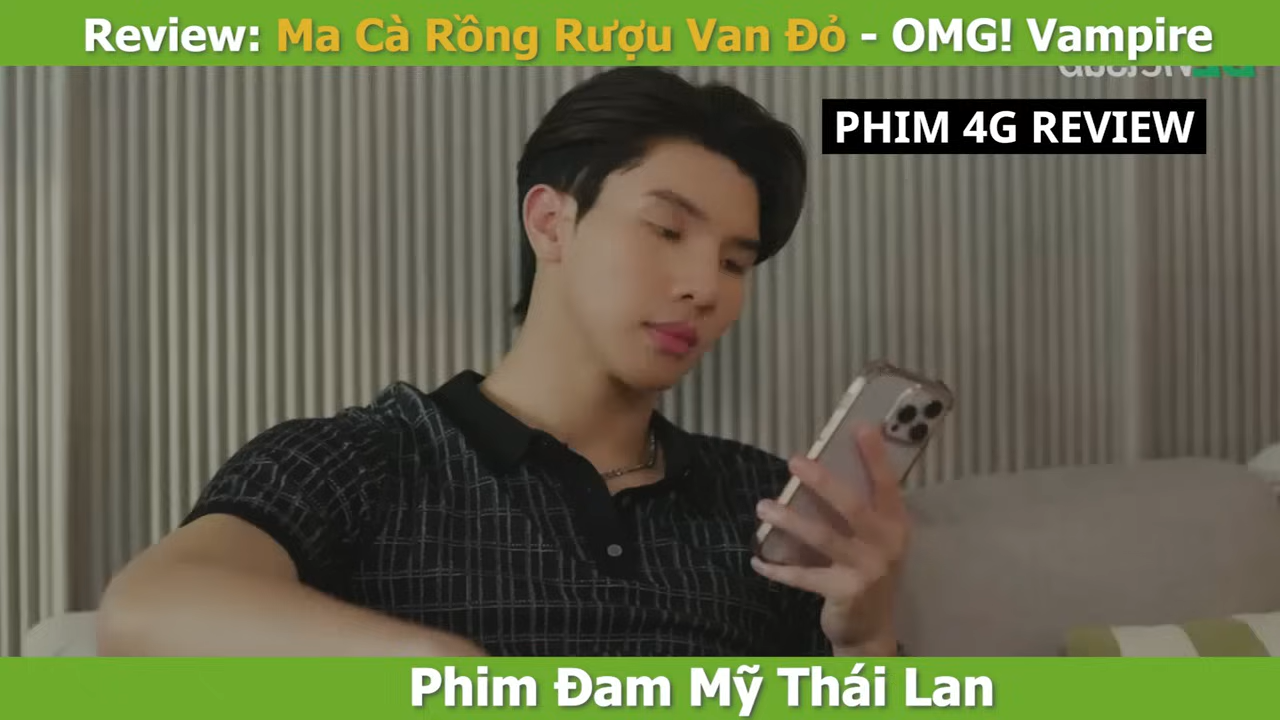 Review: Ma Cà Rồng Rượu Van Đỏ - OMG! Vampire
PHIM 4G REVIEW
Phim Đam Mỹ Thái Lan